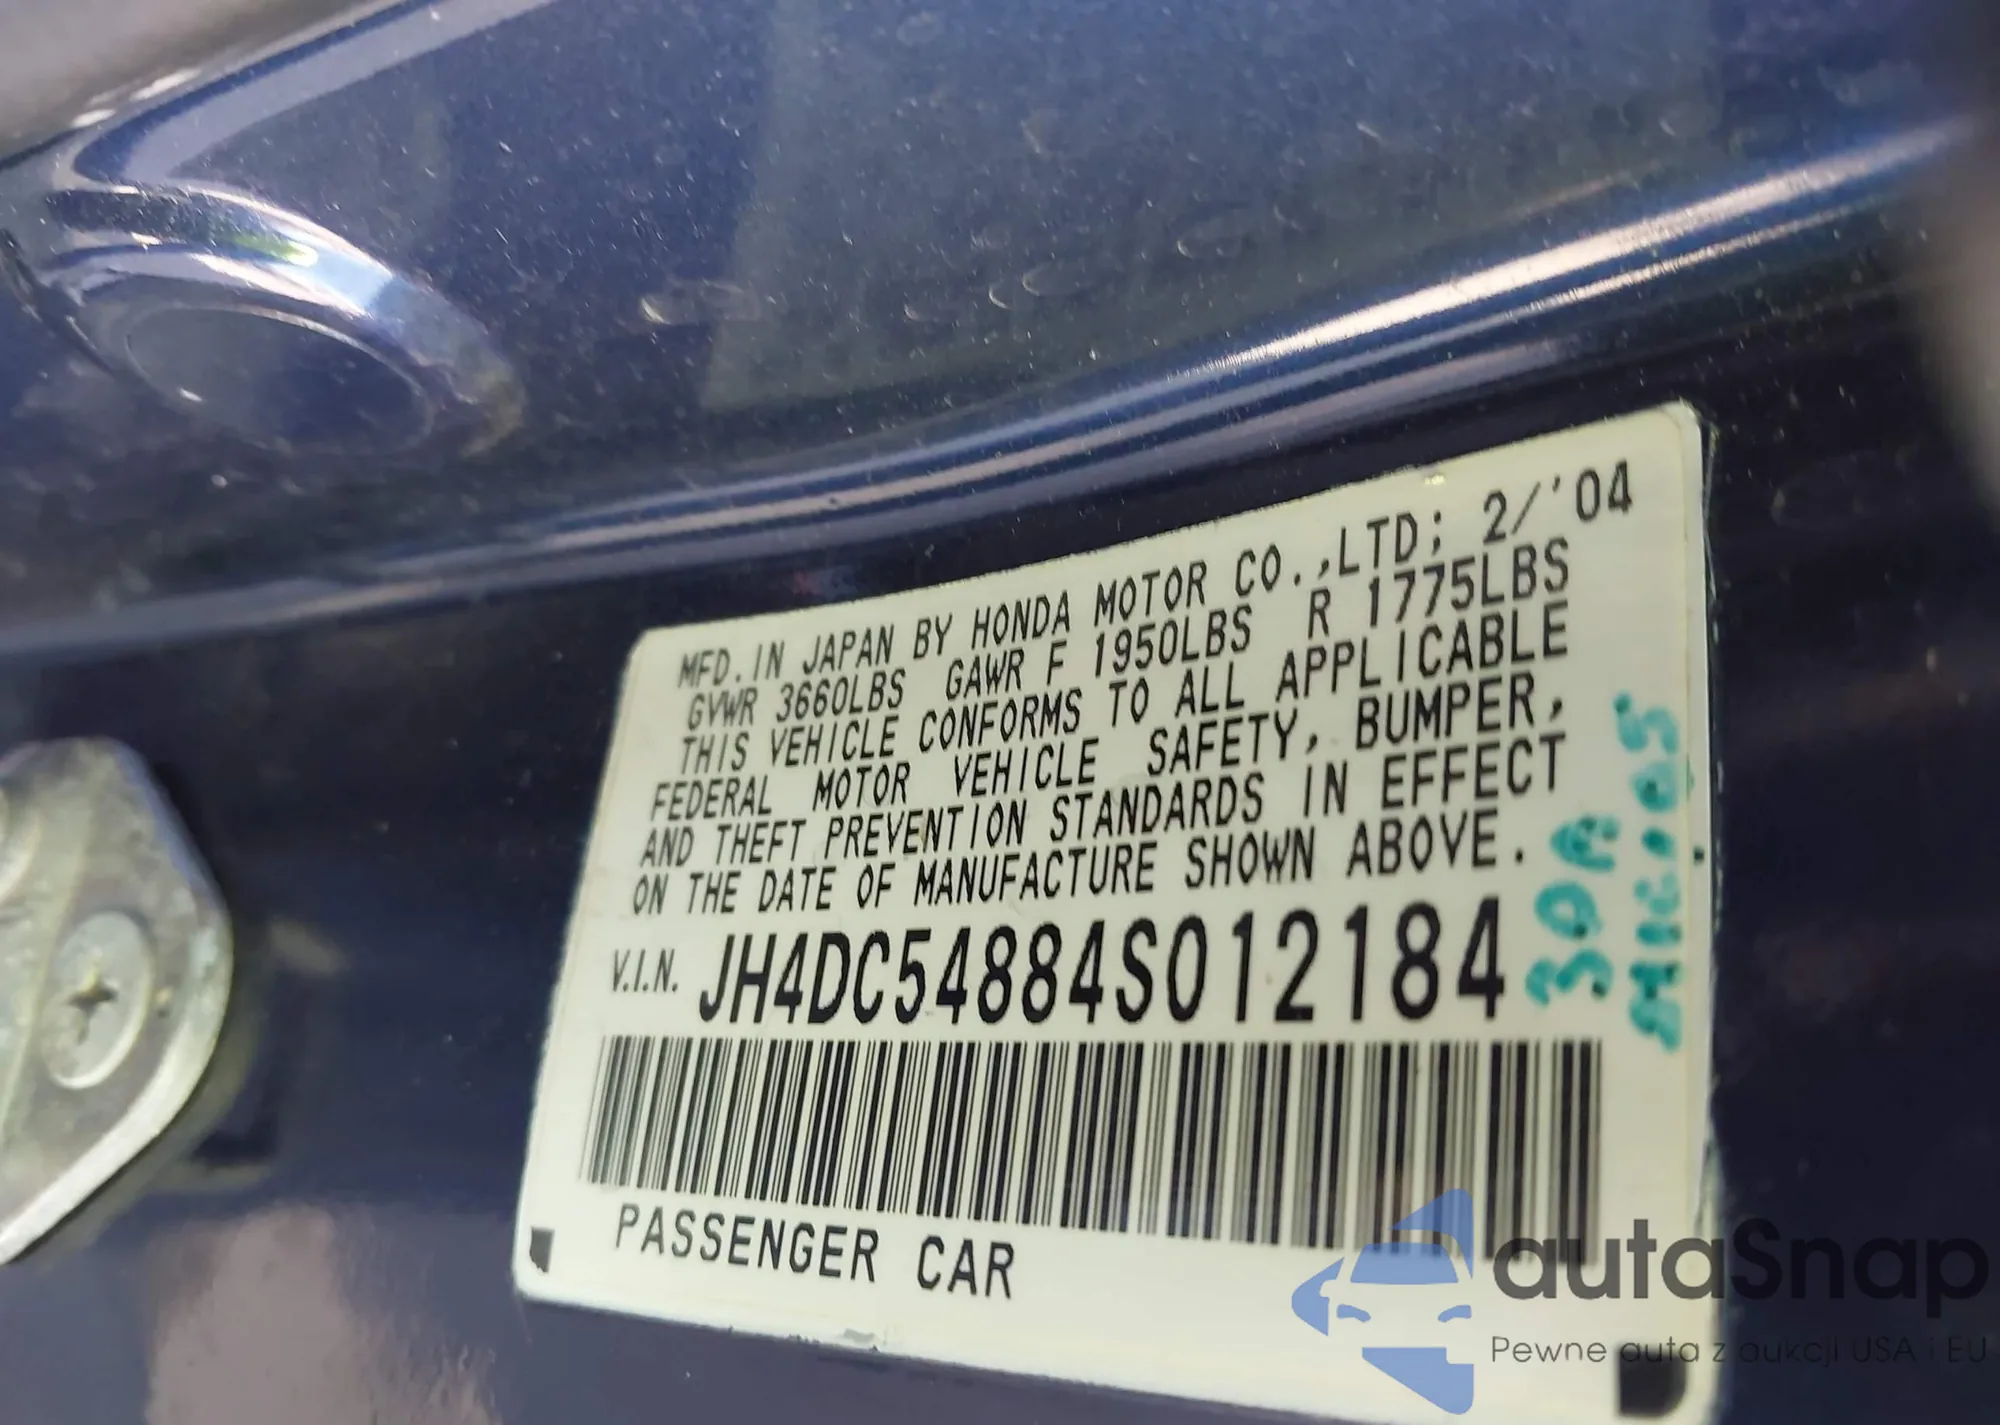 MFD. IN JAPAN BY HONDA MOTOR CO.,LTD; 2/'04
GVWR 3660LBS GAWR F 1950LBS R 1775LBS
THIS VEHICLE CONFORMS TO ALL APPLICABLE
FEDERAL MOTOR VEHICLE SAFETY, BUMPER,
AND THEFT PREVENTION STANDARDS IN EFFECT
ON THE DATE OF MANUFACTURE SHOWN ABOVE.
V.I.N. JH4DC54884S012184
PASSENGER CAR
autaSnap
Pewne auta z aukcji USA i EU